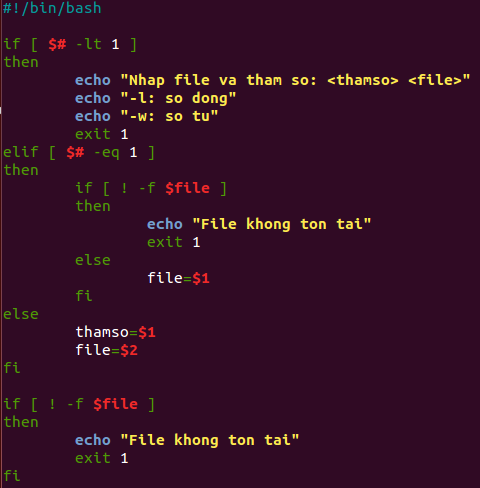 #!/bin/bash

if [ $# -lt 1 ]
then
        echo "Nhap file va tham so: <thamso> <file>"
        echo "-l: so dong"
        echo "-w: so tu"
        exit 1
elif [ $# -eq 1 ]
then
        if [ ! -f $file ]
        then
                echo "File khong ton tai"
                exit 1
        else
                file=$1
        fi
else
        thamso=$1
        file=$2
fi

if [ ! -f $file ]
then
        echo "File khong ton tai"
        exit 1
fi